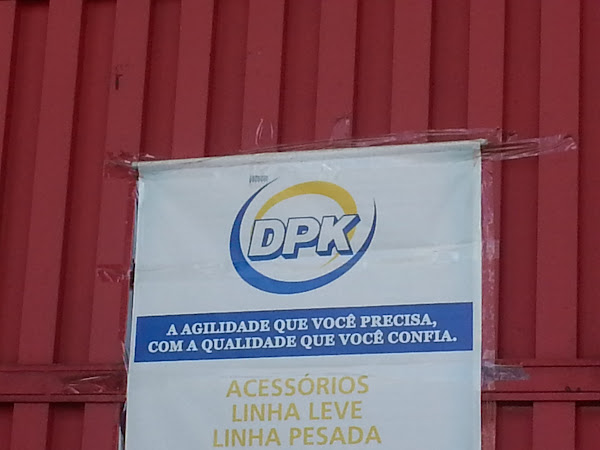 DPK
A AGILIDADE QUE VOCÊ PRECISA,
COM A QUALIDADE QUE VOCÊ CONFIA.
ACESSÓRIOS
LINHA LEVE
LINHA PESADA